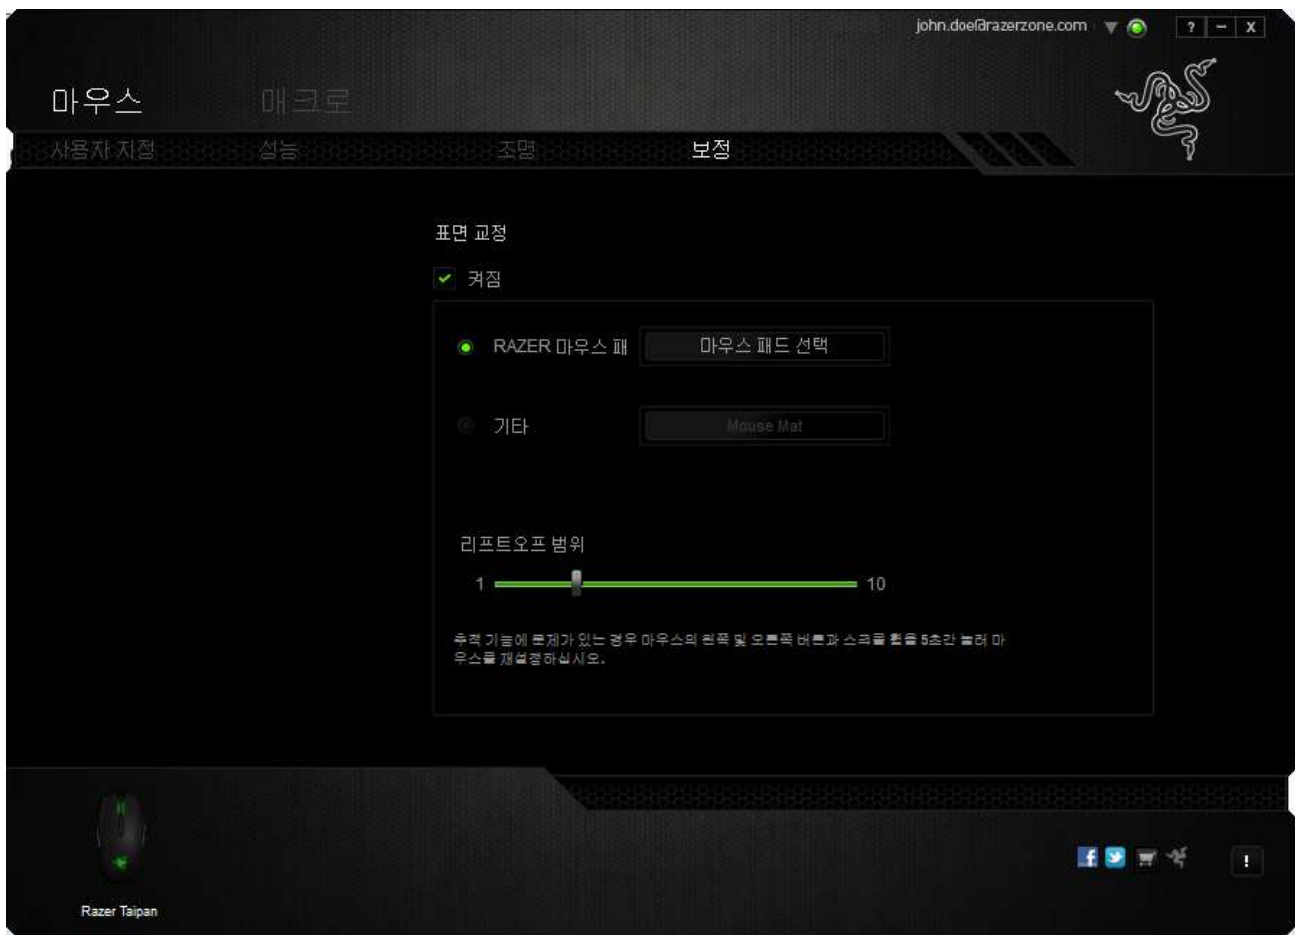 john.doe@razerzone.com
? – X
마우스 매크로
사용자 지정 성능 조명 보정
표면 교정
켜짐
RAZER 마우스 패 마우스 패드 선택
기타 Mouse Mat
리프트오프 범위
1 10
추적 기능에 문제가 있는 경우 마우스의 왼쪽 및 오른쪽 버튼과 스크롤 휠을 5초간 눌러 마
우스를 재설정하십시오.
Razer Taipan
!